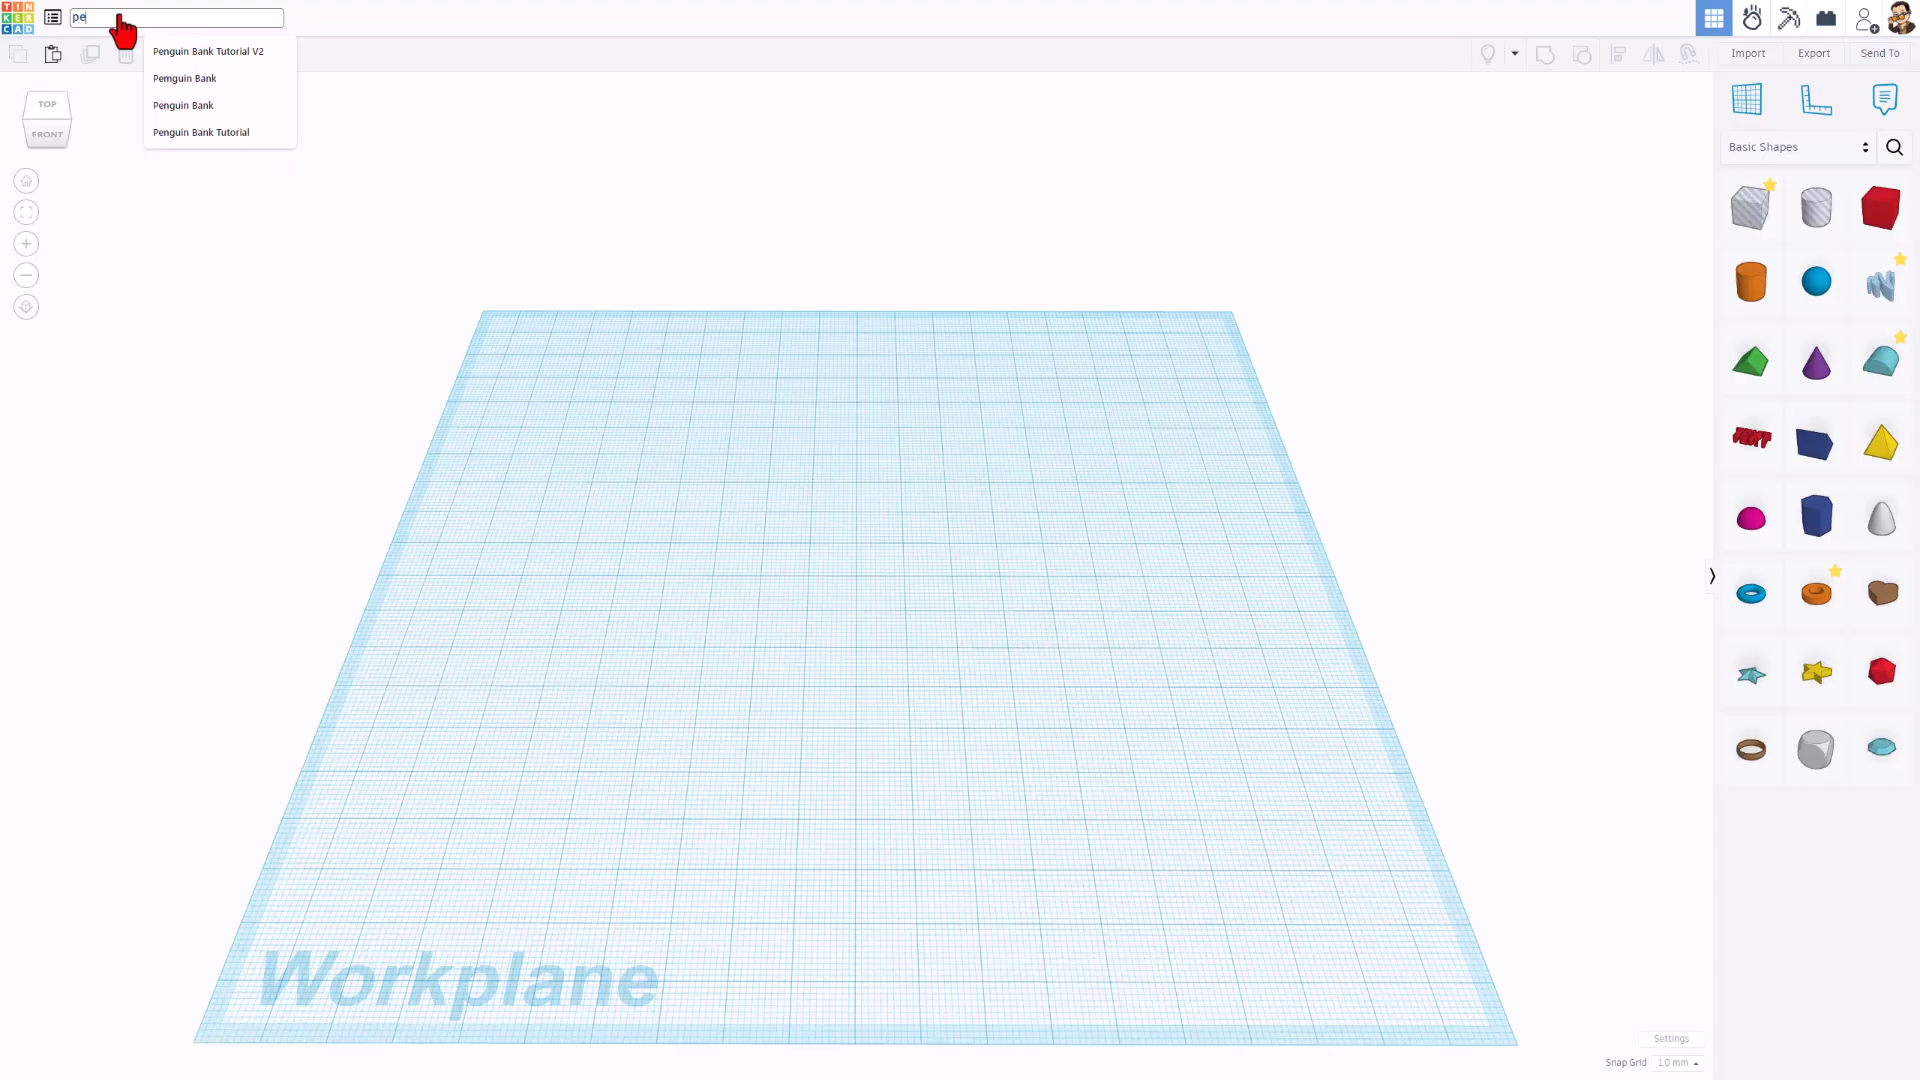 TIN
KER
CAD
pe
Penguin Bank Tutorial V2
Pemguin Bank
Penguin Bank
Penguin Bank Tutorial
Import
Export
Send To
TOP
FRONT
Basic Shapes
TEXT
Workplane
Settings
Snap Grid 1.0 mm